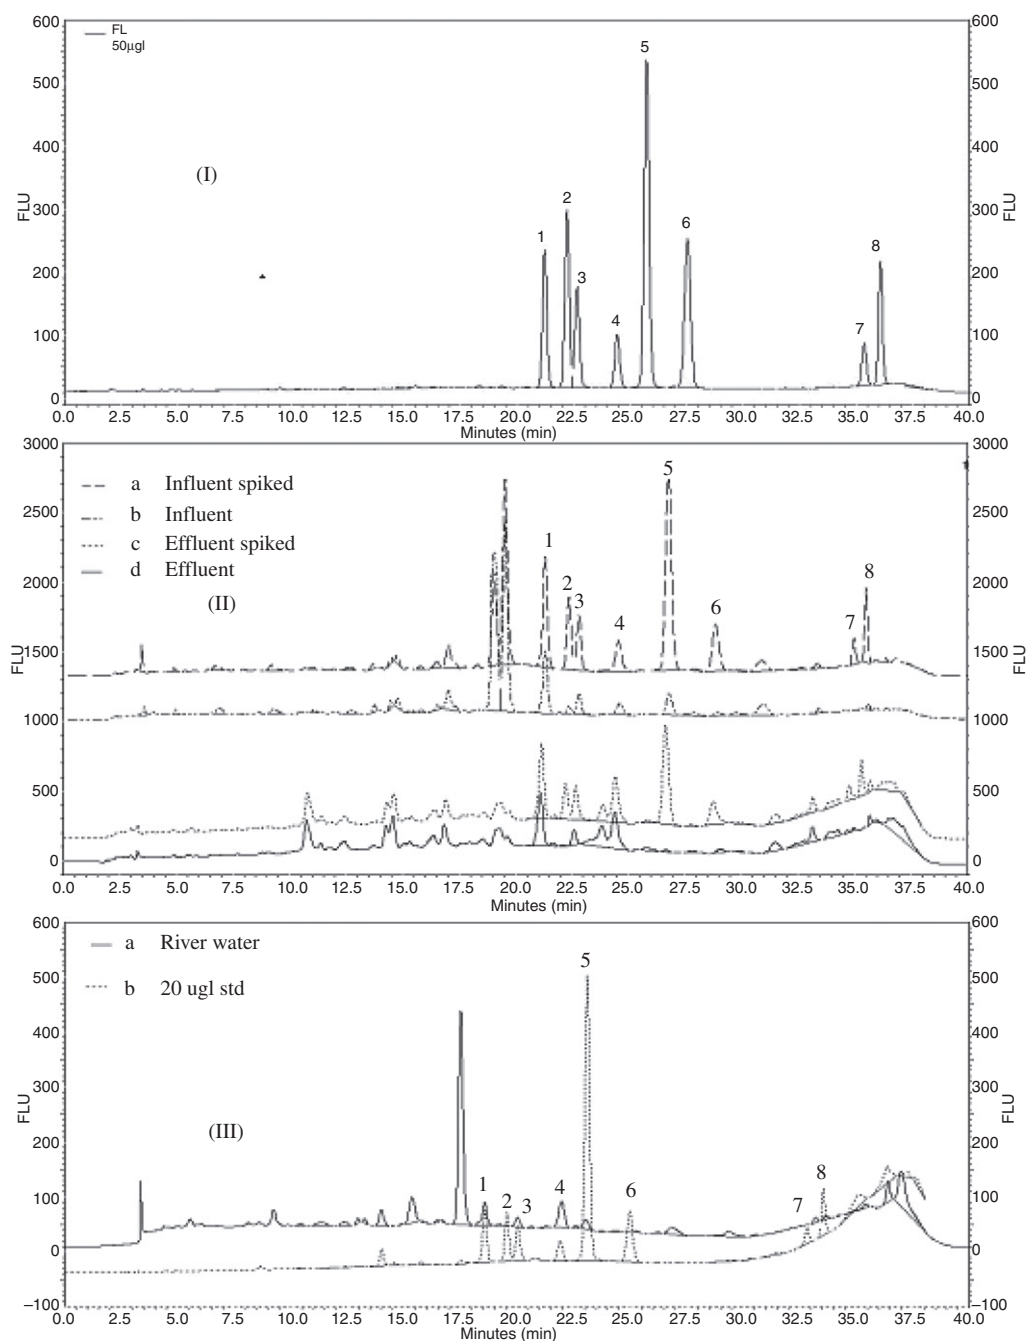 600
500
400
300
200
100
0
FLU
FL
50µgl
(I)
1
2
3
4
5
6
7
8
600
500
400
300
200
100
0
FLU
0.0 2.5 5.0 7.5 10.0 12.5 15.0 17.5 20.0 22.5 25.0 27.5 30.0 32.5 35.0 37.5 40.0
Minutes (min)
3000
2500
2000
1500
1000
500
0
FLU
a Influent spiked
b Influent
c Effluent spiked
d Effluent
(II)
1
2
3
4
5
6
7
8
3000
2500
2000
1500
1000
500
0
FLU
0.0 2.5 5.0 7.5 10.0 12.5 15.0 17.5 20.0 22.5 25.0 27.5 30.0 32.5 35.0 37.5 40.0
Minutes (min)
600
500
400
300
200
100
0
–100
FLU
a River water
b 20 ugl std
(III)
1
2
3
4
5
6
7
8
600
500
400
300
200
100
0
–100
FLU
0.0 2.5 5.0 7.5 10.0 12.5 15.0 17.5 20.0 22.5 25.0 27.5 30.0 32.5 35.0 37.5 40.0
Minutes (min)